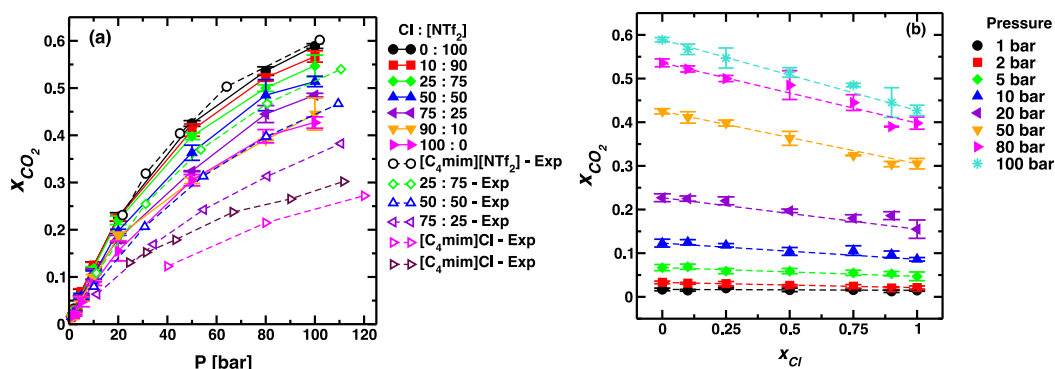 (a)
x_CO2
0.6
0.5
0.4
0.3
0.2
0.1
0
0 20 40 60 80 100 120
P [bar]
Cl : [NTf2]
0 : 100
10 : 90
25 : 75
50 : 50
75 : 25
90 : 10
100 : 0
[C4mim][NTf2] - Exp
25 : 75 - Exp
50 : 50 - Exp
75 : 25 - Exp
[C4mim]Cl - Exp
[C4mim]Cl - Exp
(b)
x_CO2
0.6
0.5
0.4
0.3
0.2
0.1
0
0 0.25 0.5 0.75 1
x_Cl
Pressure
1 bar
2 bar
5 bar
10 bar
20 bar
50 bar
80 bar
100 bar